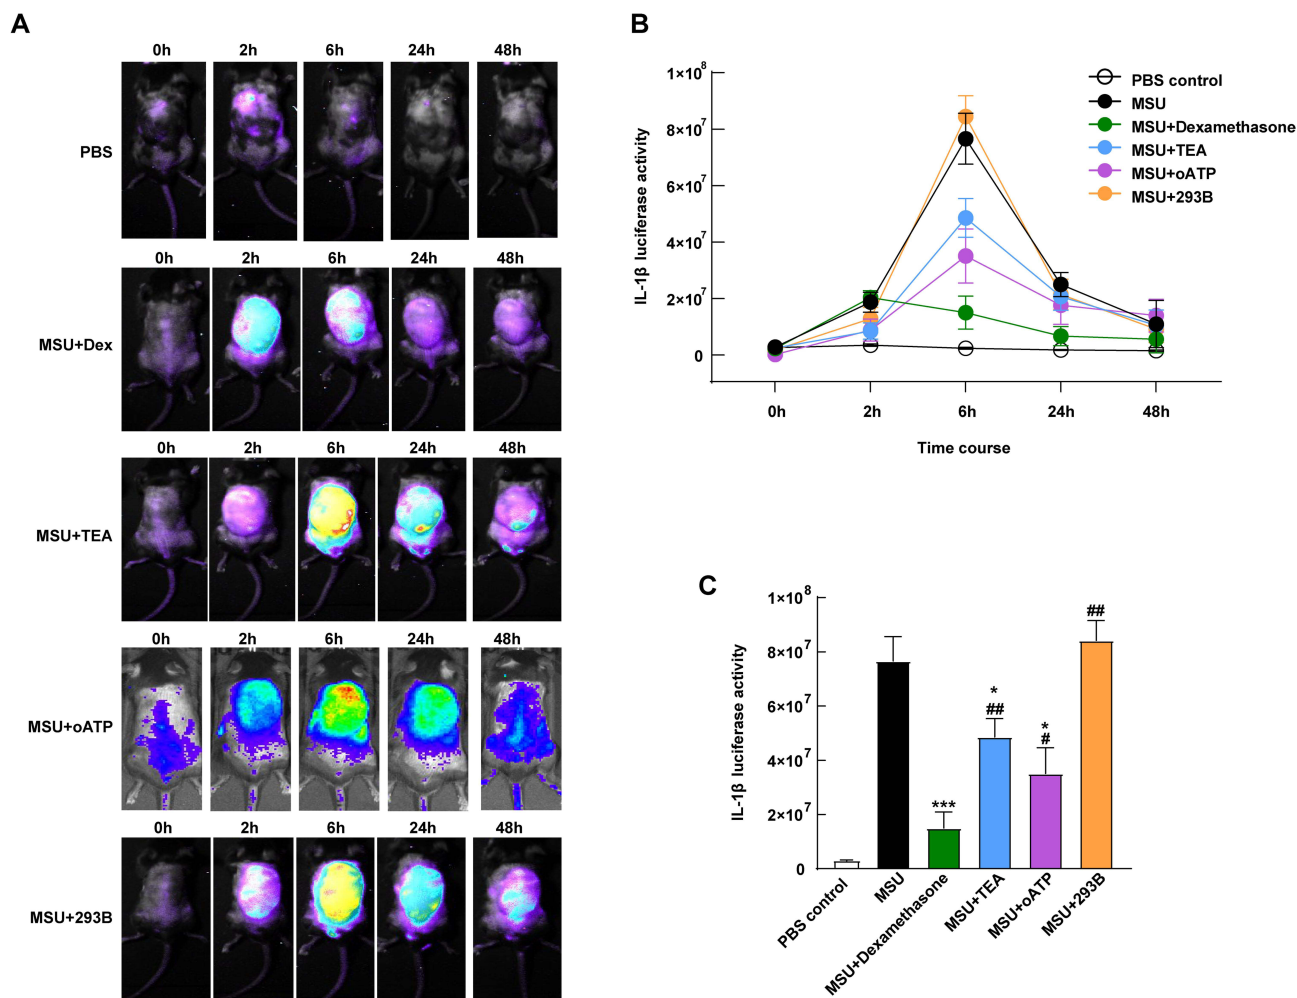 A
0h 2h 6h 24h 48h
PBS
0h 2h 6h 24h 48h
MSU+Dex
0h 2h 6h 24h 48h
MSU+TEA
0h 2h 6h 24h 48h
MSU+oATP
0h 2h 6h 24h 48h
MSU+293B
B
IL-1β luciferase activity
1×10⁸
8×10⁷
6×10⁷
4×10⁷
2×10⁷
0
0h 2h 6h 24h 48h
Time course
PBS control
MSU
MSU+Dexamethasone
MSU+TEA
MSU+oATP
MSU+293B
C
IL-1β luciferase activity
1×10⁸
8×10⁷
6×10⁷
4×10⁷
2×10⁷
0
***
*
##
*
#
##
PBS control
MSU
MSU+Dexamethasone
MSU+TEA
MSU+oATP
MSU+293B